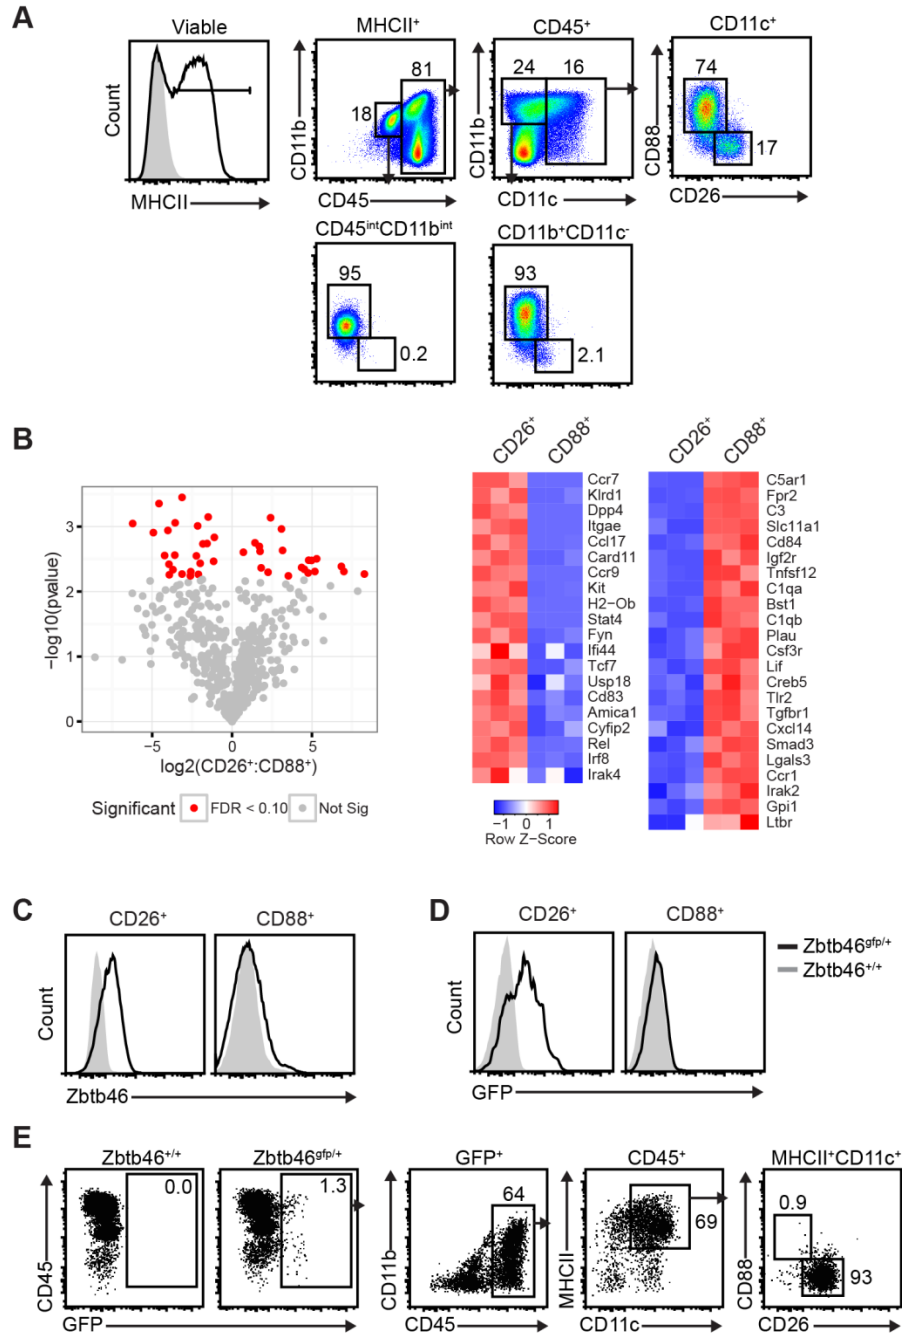 A
Viable
MHCII⁺
CD45⁺
CD11c⁺
Count
MHCII
CD11b
18
81
CD45
CD11b
24
16
CD11c
CD88
74
17
CD26
CD45ⁱⁿᵗCD11bⁱⁿᵗ
CD11b⁺CD11c⁻
95
0.2
93
2.1
B
−log10(pvalue)
3
2
1
0
−5
0
5
log2(CD26⁺:CD88⁺)
Significant
FDR < 0.10
Not Sig
CD26⁺
CD88⁺
Ccr7
Klrd1
Dpp4
Itgae
Ccl17
Card11
Ccr9
Kit
H2−Ob
Stat4
Fyn
Ifi44
Tcf7
Usp18
Cd83
Amica1
Cyfip2
Rel
Irf8
Irak4
−1
0
1
Row Z−Score
CD26⁺
CD88⁺
C5ar1
Fpr2
C3
Slc11a1
Cd84
Igf2r
Tnfsf12
C1qa
Bst1
C1qb
Plau
Csf3r
Lif
Creb5
Tlr2
Tgfbr1
Cxcl14
Smad3
Lgals3
Ccr1
Irak2
Gpi1
Ltbr
C
CD26⁺
CD88⁺
Count
Zbtb46
D
CD26⁺
CD88⁺
Count
GFP
Zbtb46ᵍᶠᵖ/⁺
Zbtb46⁺/⁺
E
Zbtb46⁺/⁺
Zbtb46ᵍᶠᵖ/⁺
GFP⁺
CD45⁺
MHCII⁺CD11c⁺
CD45
0.0
1.3
GFP
CD11b
64
CD45
MHCII
69
CD11c
CD88
0.9
93
CD26